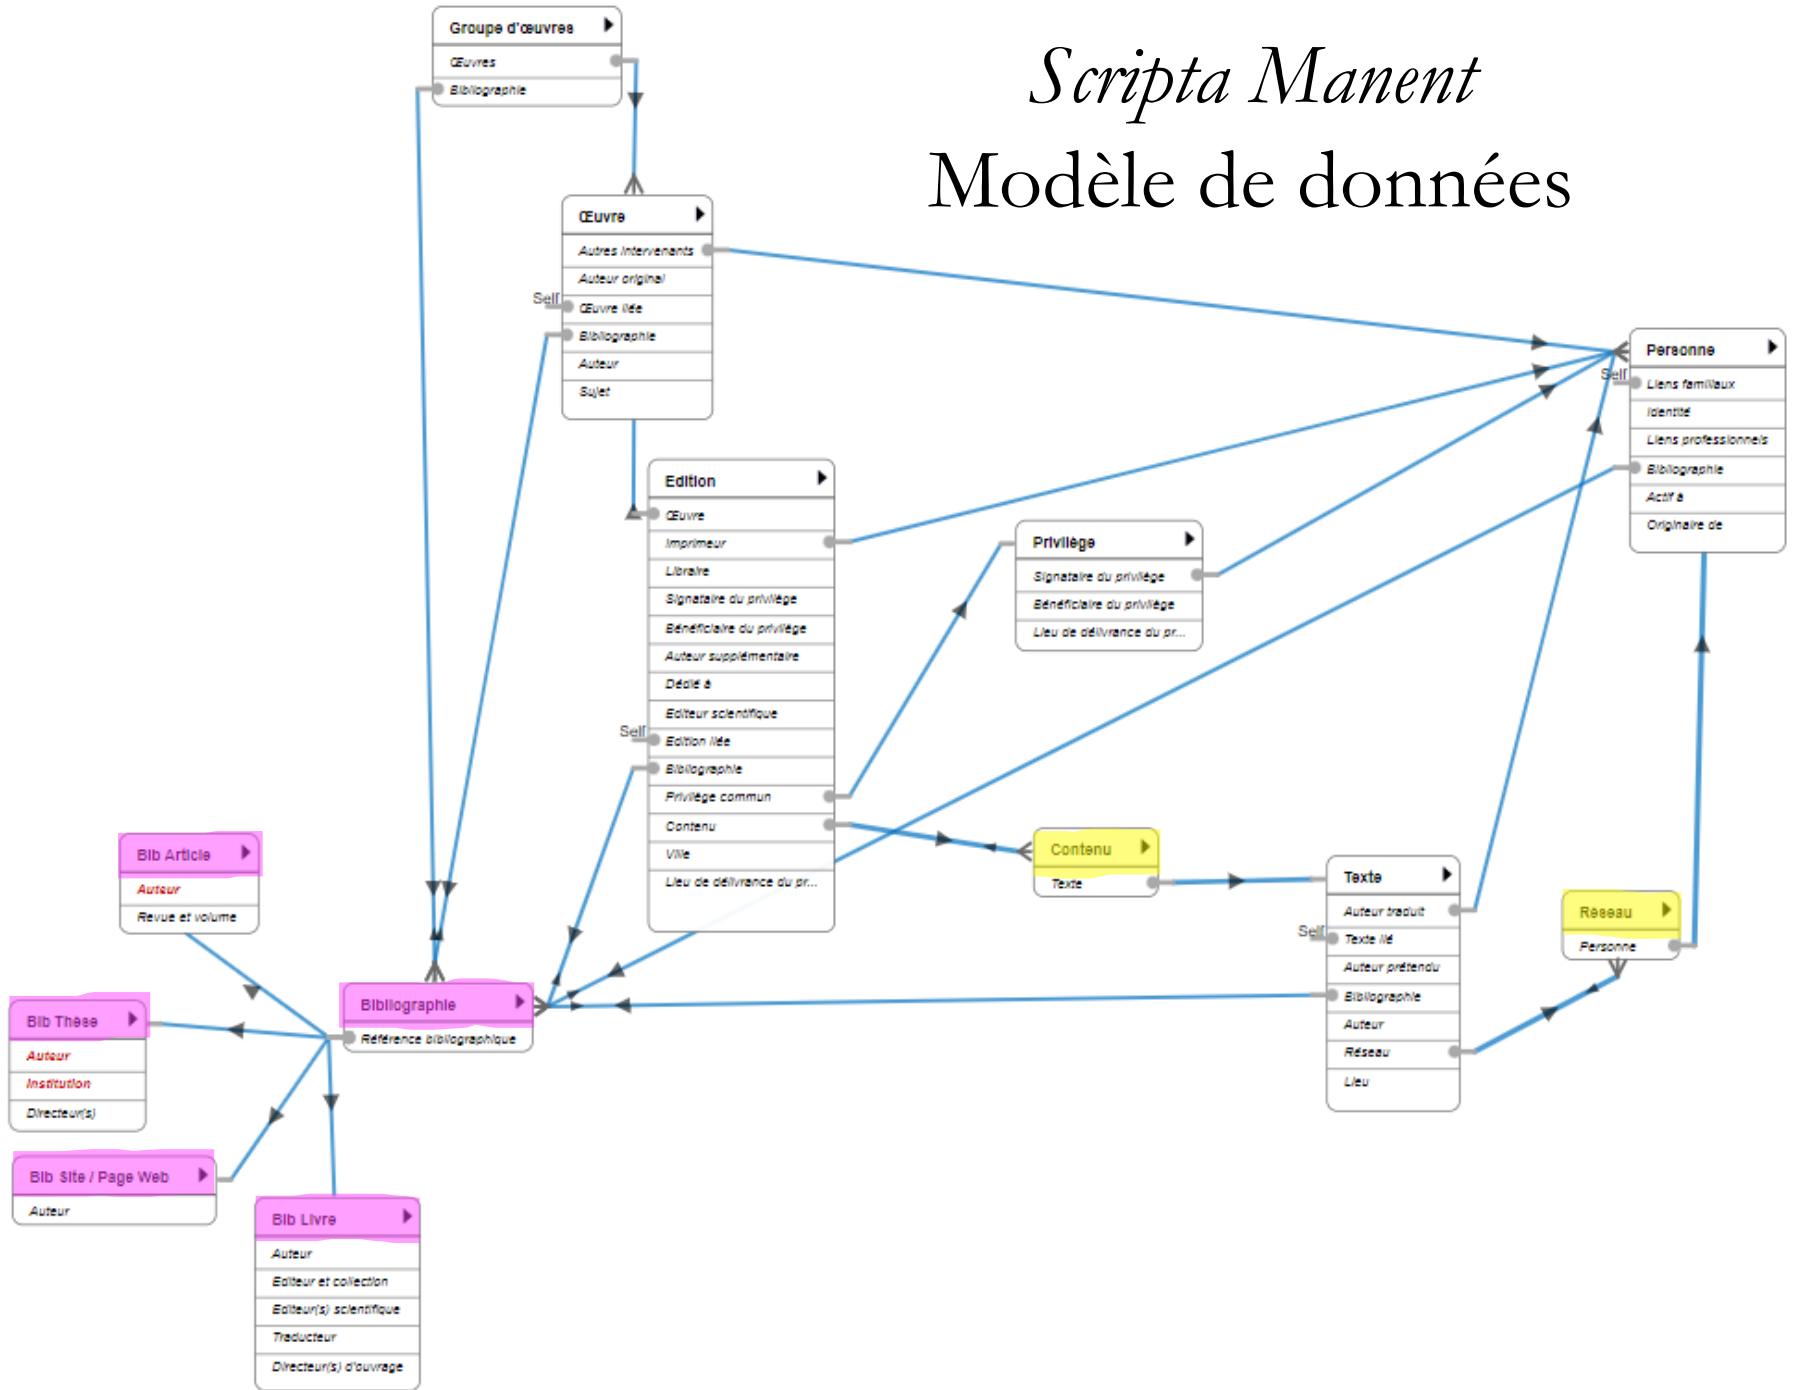 Scripta Manent
Modèle de données
Groupe d'œuvres
Œuvres
Bibliographie
Œuvre
Autres intervenants
Auteur original
Self
Œuvre liée
Bibliographie
Auteur
Sujet
Personne
Self
Liens familiaux
Identité
Liens professionnels
Bibliographie
Actif à
Originaire de
Edition
Œuvre
Imprimeur
Libraire
Signataire du privilège
Bénéficiaire du privilège
Auteur supplémentaire
Dédié à
Editeur scientifique
Self
Edition liée
Bibliographie
Privilège commun
Contenu
Ville
Lieu de délivrance du pr...
Privilège
Signataire du privilège
Bénéficiaire du privilège
Lieu de délivrance du pr...
Contenu
Texte
Texte
Auteur traduit
Self
Texte lié
Auteur prétendu
Bibliographie
Auteur
Réseau
Lieu
Réseau
Personne
Bib Article
Auteur
Revue et volume
Bibliographie
Référence bibliographique
Bib Thèse
Auteur
Institution
Directeur(s)
Bib Site / Page Web
Auteur
Bib Livre
Auteur
Editeur et collection
Editeur(s) scientifique
Traducteur
Directeur(s) d'ouvrage